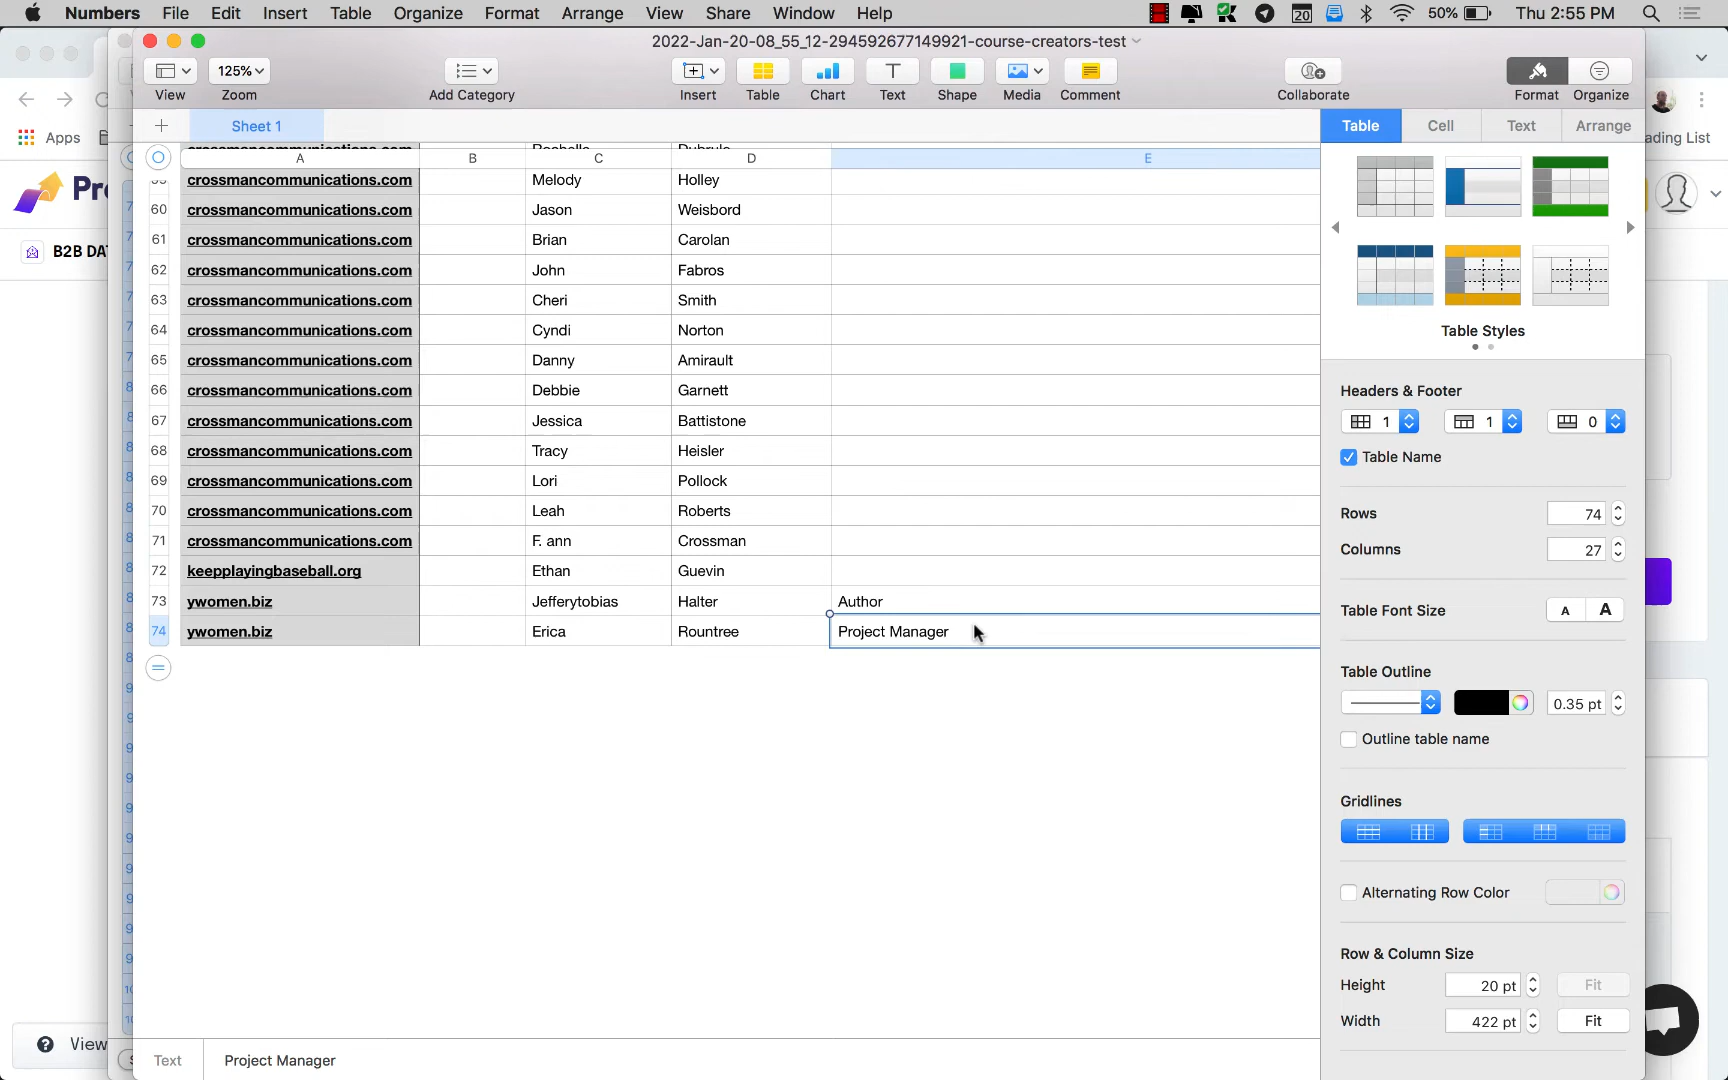 Numbers File Edit Insert Table Organize Format Arrange View Share Window Help 20 50% Thu 2:55 PM
2022-Jan-20-08_55_12-294592677149921-course-creators-test
125%
View Zoom Add Category Insert Table Chart Text Shape Media Comment Collaborate Format Organize
Apps
Sheet 1
Table Cell Text Arrange
ading List
A B C D E
crossmancommunications.com Melody Holley
60 crossmancommunications.com Jason Weisbord
61 crossmancommunications.com Brian Carolan
62 crossmancommunications.com John Fabros
63 crossmancommunications.com Cheri Smith
64 crossmancommunications.com Cyndi Norton
65 crossmancommunications.com Danny Amirault
66 crossmancommunications.com Debbie Garnett
67 crossmancommunications.com Jessica Battistone
68 crossmancommunications.com Tracy Heisler
69 crossmancommunications.com Lori Pollock
70 crossmancommunications.com Leah Roberts
71 crossmancommunications.com F. ann Crossman
72 keepplayingbaseball.org Ethan Guevin
73 ywomen.biz Jefferytobias Halter Author
74 ywomen.biz Erica Rountree Project Manager
Pro
B2B DA
View
Table Styles
Headers & Footer
1 1 0
Table Name
Rows 74
Columns 27
Table Font Size A A
Table Outline
0.35 pt
Outline table name
Gridlines
Alternating Row Color
Row & Column Size
Height 20 pt Fit
Width 422 pt Fit
Text Project Manager